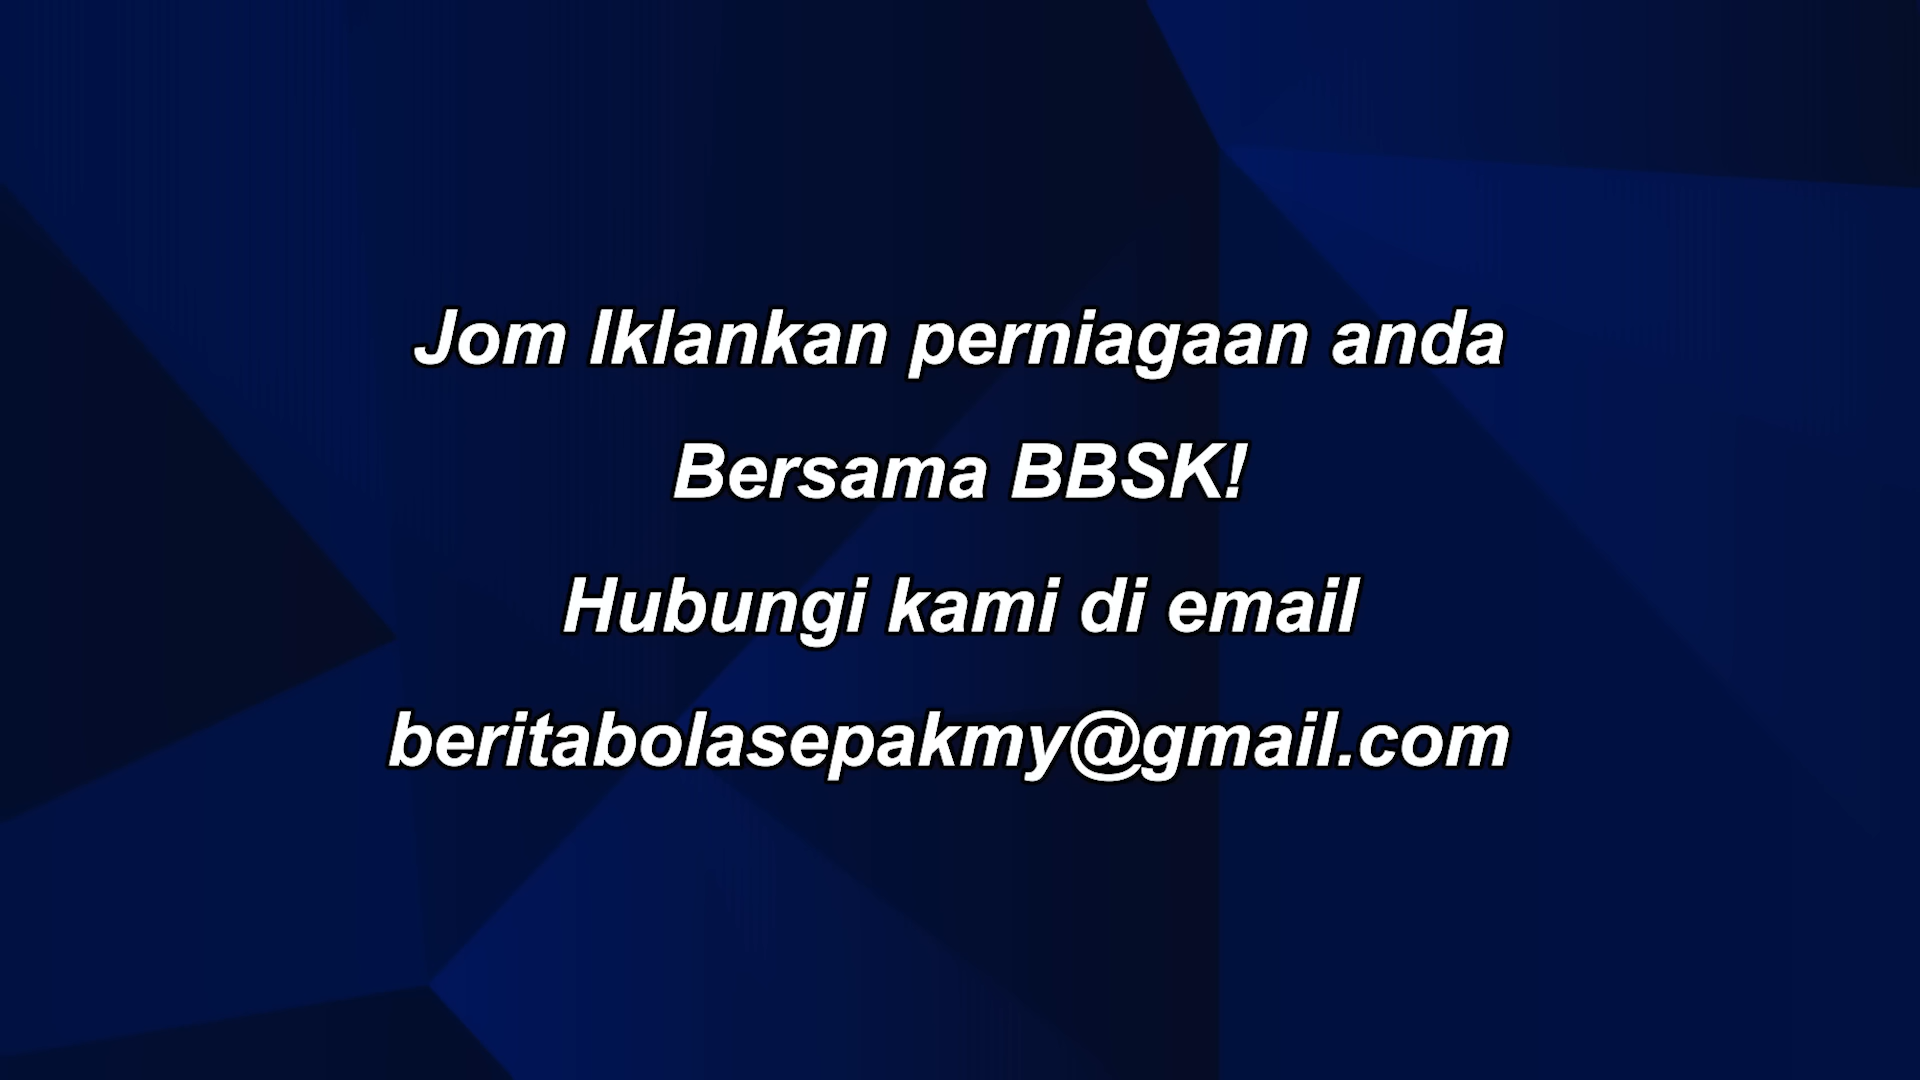 Jom Iklankan perniagaan anda
Bersama BBSK!
Hubungi kami di email
beritabolasepakmy@gmail.com